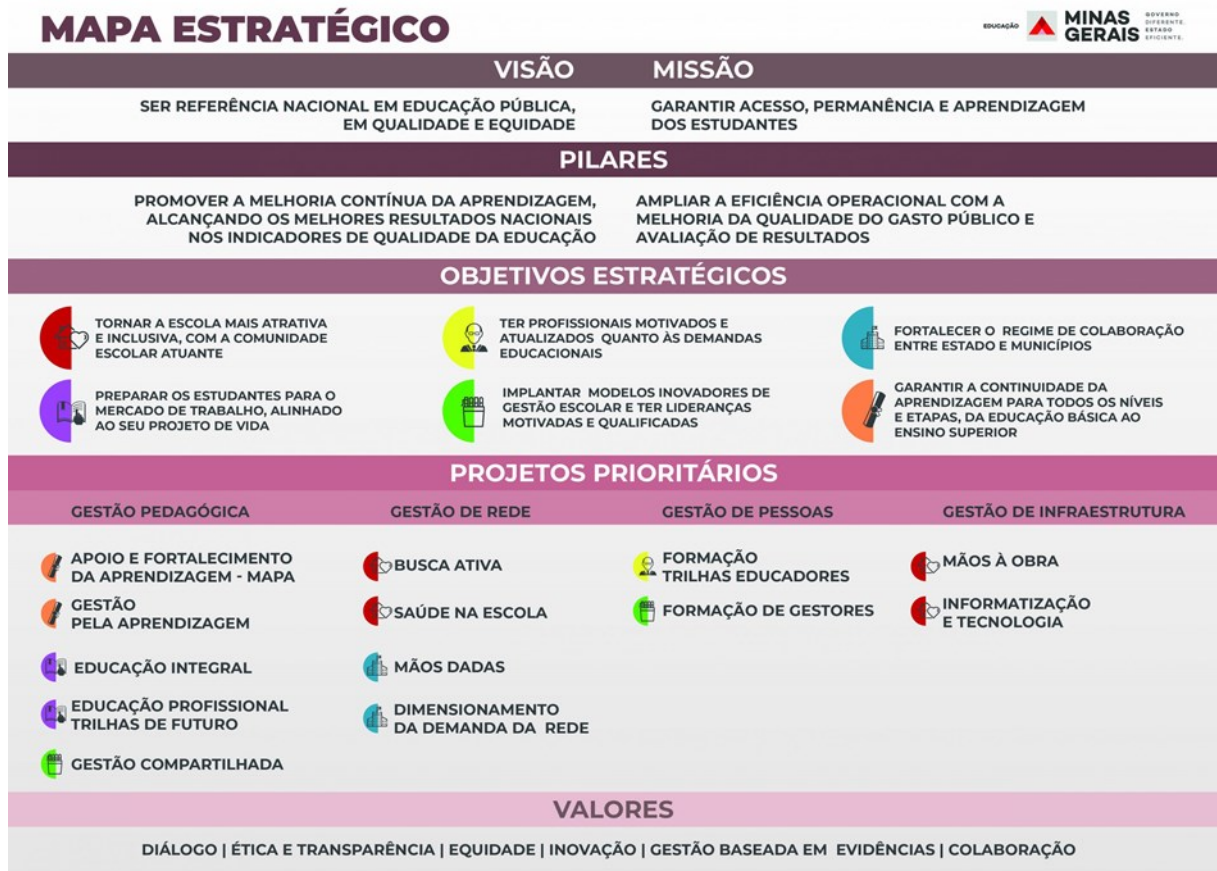 MAPA ESTRATÉGICO
EDUCAÇÃO
MINAS
GERAIS
GOVERNO
DIFERENTE.
ESTADO
EFICIENTE.
VISÃO
SER REFERÊNCIA NACIONAL EM EDUCAÇÃO PÚBLICA,
EM QUALIDADE E EQUIDADE
MISSÃO
GARANTIR ACESSO, PERMANÊNCIA E APRENDIZAGEM
DOS ESTUDANTES
PILARES
PROMOVER A MELHORIA CONTÍNUA DA APRENDIZAGEM,
ALCANÇANDO OS MELHORES RESULTADOS NACIONAIS
NOS INDICADORES DE QUALIDADE DA EDUCAÇÃO
AMPLIAR A EFICIÊNCIA OPERACIONAL COM A
MELHORIA DA QUALIDADE DO GASTO PÚBLICO E
AVALIAÇÃO DE RESULTADOS
OBJETIVOS ESTRATÉGICOS
TORNAR A ESCOLA MAIS ATRATIVA
E INCLUSIVA, COM A COMUNIDADE
ESCOLAR ATUANTE
TER PROFISSIONAIS MOTIVADOS E
ATUALIZADOS QUANTO ÀS DEMANDAS
EDUCACIONAIS
FORTALECER O REGIME DE COLABORAÇÃO
ENTRE ESTADO E MUNICÍPIOS
PREPARAR OS ESTUDANTES PARA O
MERCADO DE TRABALHO, ALINHADO
AO SEU PROJETO DE VIDA
IMPLANTAR MODELOS INOVADORES DE
GESTÃO ESCOLAR E TER LIDERANÇAS
MOTIVADAS E QUALIFICADAS
GARANTIR A CONTINUIDADE DA
APRENDIZAGEM PARA TODOS OS NÍVEIS
E ETAPAS, DA EDUCAÇÃO BÁSICA AO
ENSINO SUPERIOR
PROJETOS PRIORITÁRIOS
GESTÃO PEDAGÓGICA
APOIO E FORTALECIMENTO
DA APRENDIZAGEM - MAPA
GESTÃO
PELA APRENDIZAGEM
EDUCAÇÃO INTEGRAL
EDUCAÇÃO PROFISSIONAL
TRILHAS DE FUTURO
GESTÃO COMPARTILHADA
GESTÃO DE REDE
BUSCA ATIVA
SAÚDE NA ESCOLA
MÃOS DADAS
DIMENSIONAMENTO
DA DEMANDA DA REDE
GESTÃO DE PESSOAS
FORMAÇÃO
TRILHAS EDUCADORES
FORMAÇÃO DE GESTORES
GESTÃO DE INFRAESTRUTURA
MÃOS À OBRA
INFORMATIZAÇÃO
E TECNOLOGIA
VALORES
DIÁLOGO | ÉTICA E TRANSPARÊNCIA | EQUIDADE | INOVAÇÃO | GESTÃO BASEADA EM EVIDÊNCIAS | COLABORAÇÃO